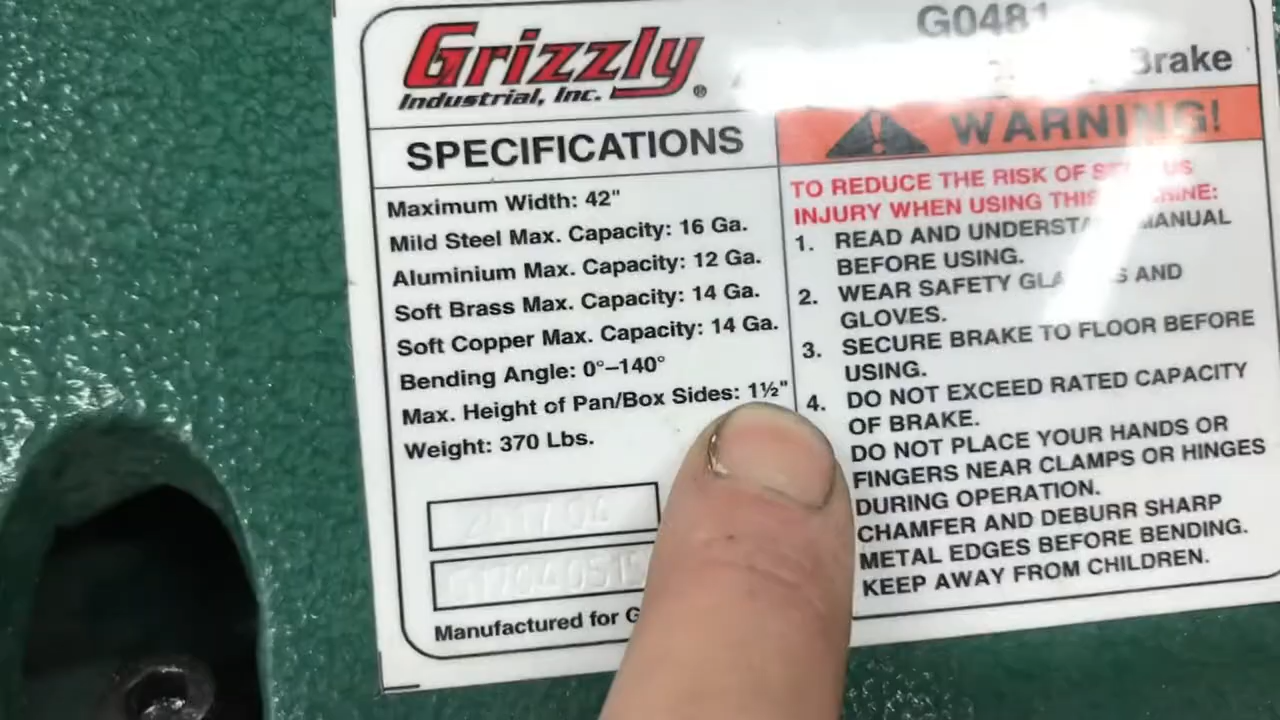 Grizzly
Industrial, Inc. ®
G0481
Brake
SPECIFICATIONS
Maximum Width: 42"
Mild Steel Max. Capacity: 16 Ga.
Aluminium Max. Capacity: 12 Ga.
Soft Brass Max. Capacity: 14 Ga.
Soft Copper Max. Capacity: 14 Ga.
Bending Angle: 0°–140°
Max. Height of Pan/Box Sides: 1½"
Weight: 370 Lbs.
2017 04
Manufactured for G
WARNING!
TO REDUCE THE RISK OF
INJURY WHEN USING THIS
1. READ AND MANUAL
BEFORE USING.
2. WEAR SAFETY AND
GLOVES.
3. SECURE BRAKE TO FLOOR BEFORE
USING.
4. DO NOT EXCEED RATED CAPACITY
OF BRAKE.
DO NOT PLACE YOUR HANDS OR
FINGERS NEAR CLAMPS OR HINGES
DURING OPERATION.
CHAMFER AND DEBURR SHARP
METAL EDGES BEFORE BENDING.
KEEP AWAY FROM CHILDREN.